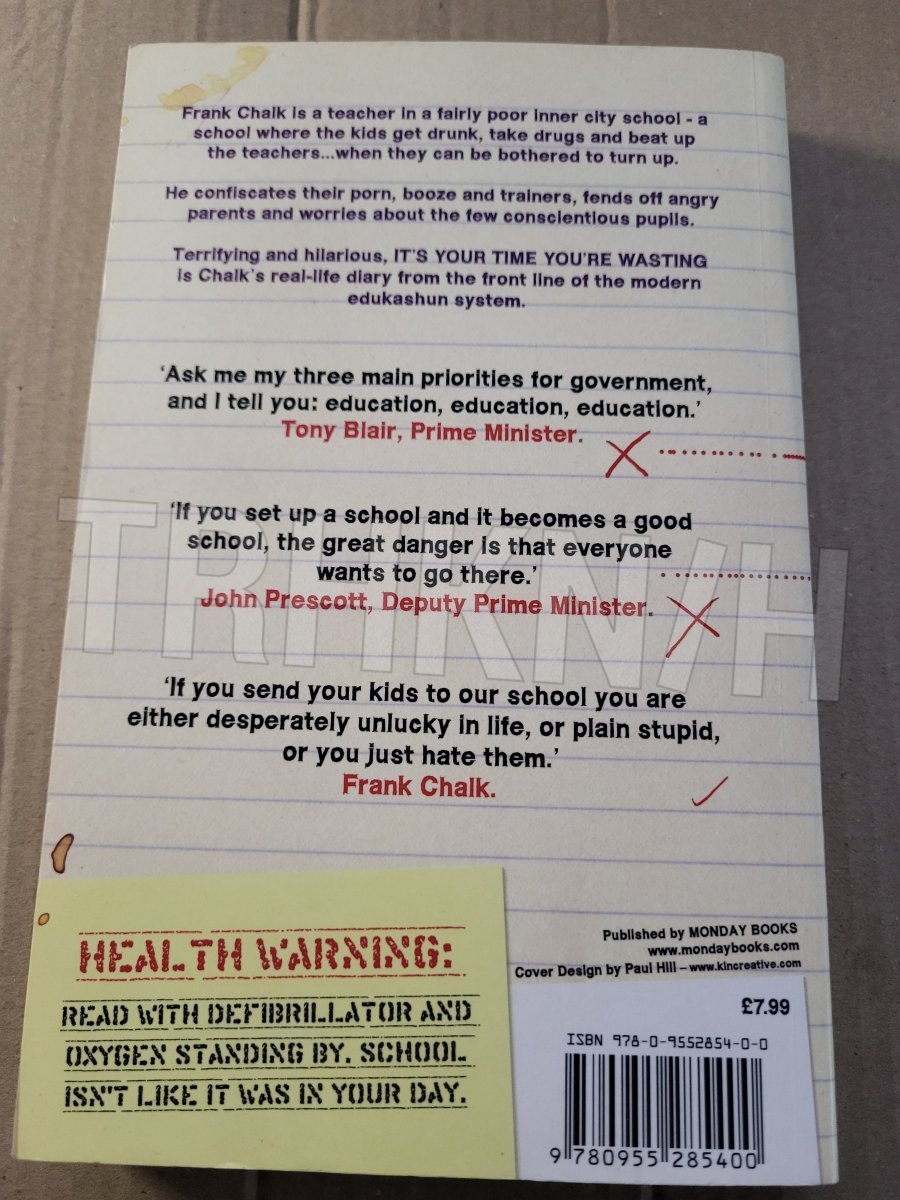 Frank Chalk is a teacher in a fairly poor inner city school - a
school where the kids get drunk, take drugs and beat up
the teachers...when they can be bothered to turn up.
He confiscates their porn, booze and trainers, fends off angry
parents and worries about the few conscientious pupils.
Terrifying and hilarious, IT'S YOUR TIME YOU'RE WASTING
is Chalk's real-life diary from the front line of the modern
edukashun system.
'Ask me my three main priorities for government,
and I tell you: education, education, education.'
Tony Blair, Prime Minister.
'If you set up a school and it becomes a good
school, the great danger is that everyone
wants to go there.'
John Prescott, Deputy Prime Minister.
'If you send your kids to our school you are
either desperately unlucky in life, or plain stupid,
or you just hate them.'
Frank Chalk.
HEALTH WARNING:
READ WITH DEFIBRILLATOR AND
OXYGEN STANDING BY. SCHOOL
ISN'T LIKE IT WAS IN YOUR DAY.
Published by MONDAY BOOKS
www.mondaybooks.com
Cover Design by Paul Hill – www.kincreative.com
£7.99
ISBN 978-0-9552854-0-0
9 780955 285400